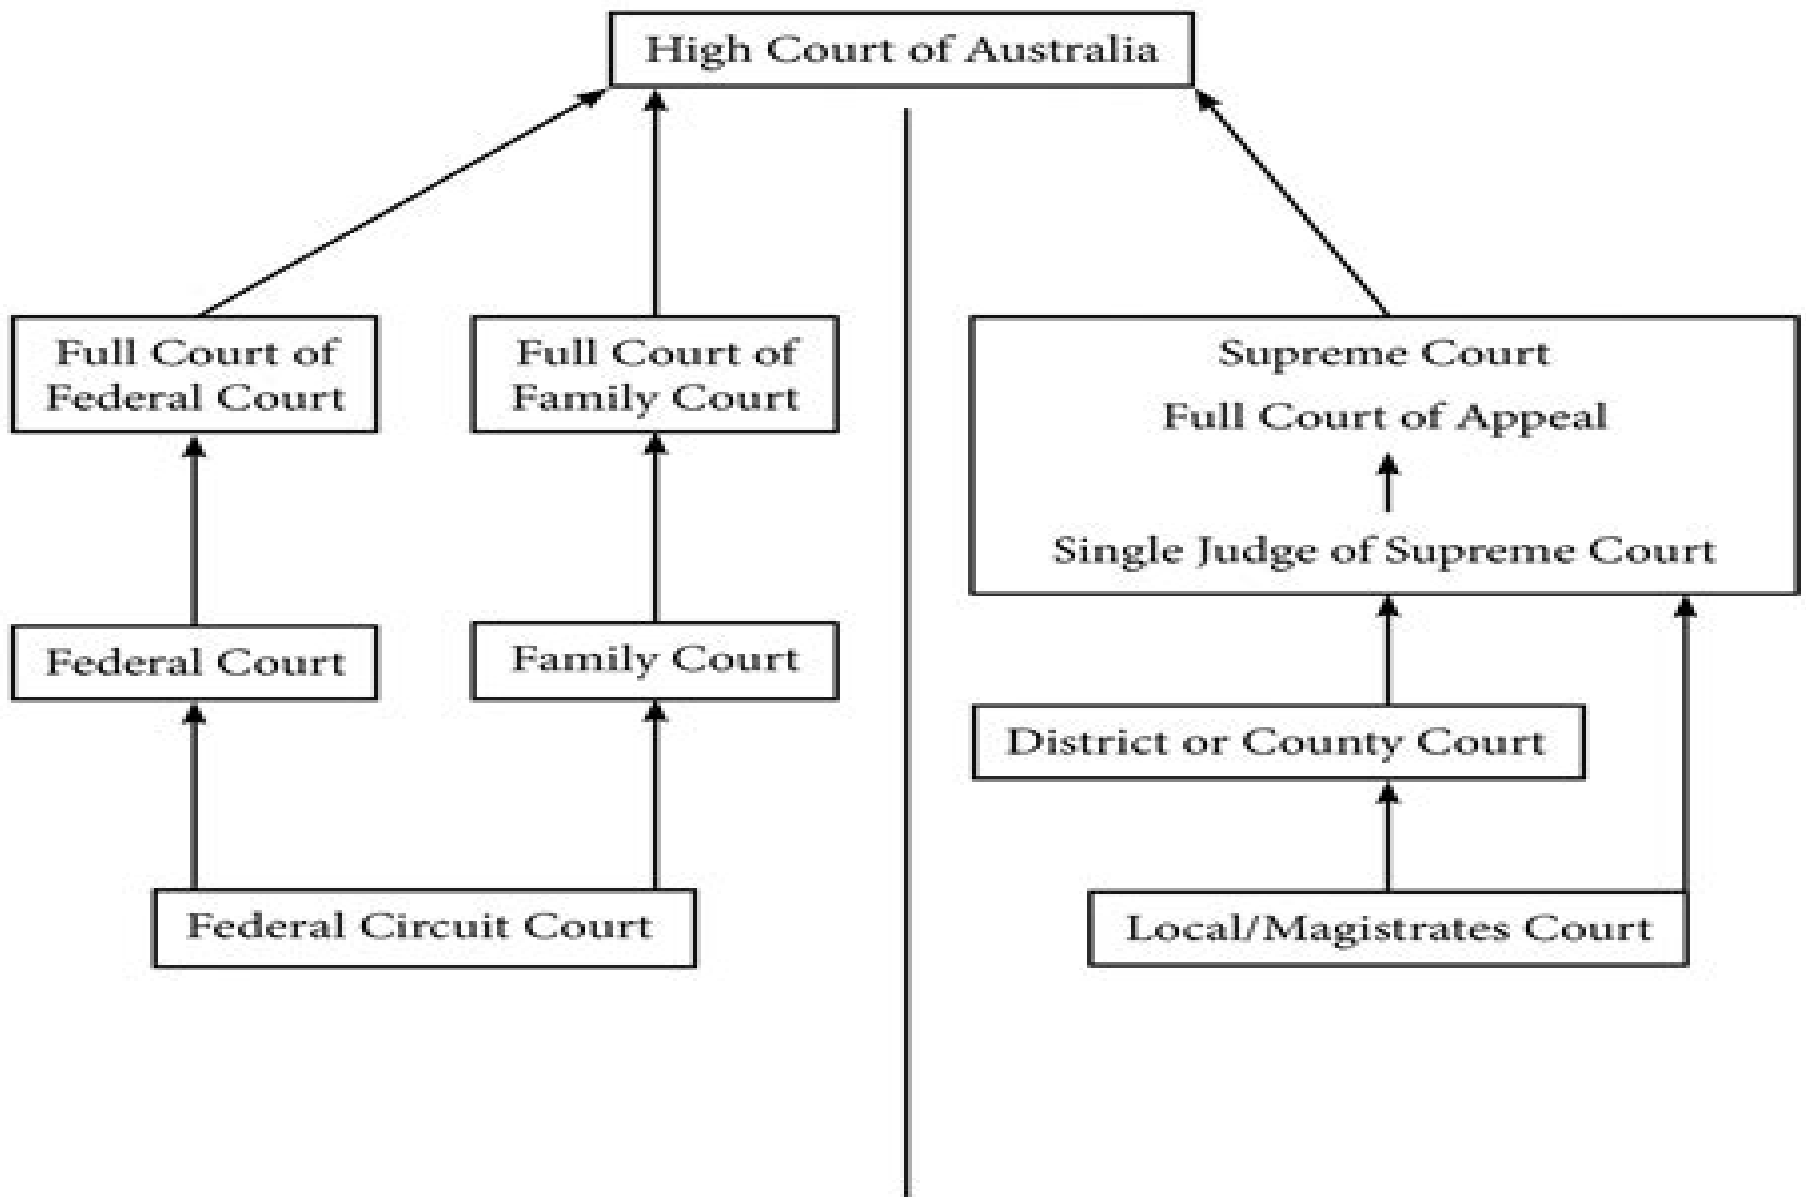 High Court of Australia
Full Court of
Federal Court
Full Court of
Family Court
Supreme Court
Full Court of Appeal
Single Judge of Supreme Court
Federal Court
Family Court
District or County Court
Federal Circuit Court
Local/Magistrates Court